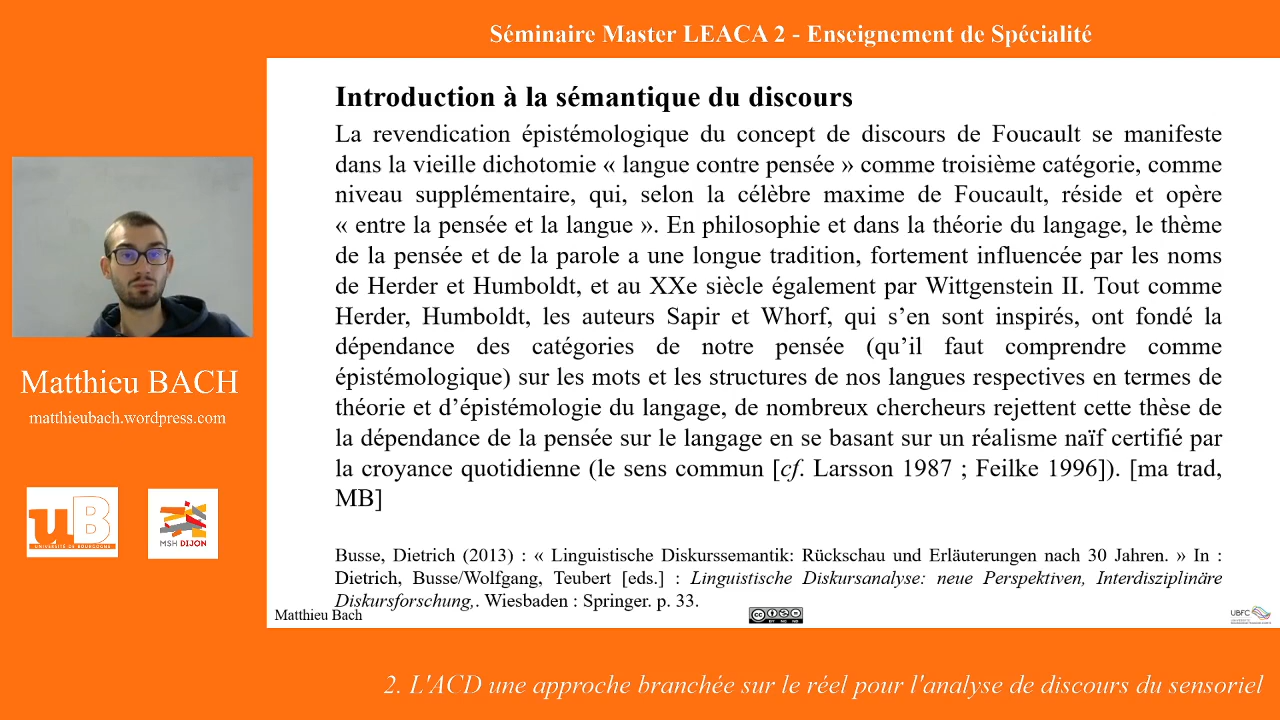 Séminaire Master LEACA 2 - Enseignement de Spécialité
Introduction à la sémantique du discours
La revendication épistémologique du concept de discours de Foucault se manifeste
dans la vieille dichotomie « langue contre pensée » comme troisième catégorie, comme
niveau supplémentaire, qui, selon la célèbre maxime de Foucault, réside et opère
« entre la pensée et la langue ». En philosophie et dans la théorie du langage, le thème
de la pensée et de la parole a une longue tradition, fortement influencée par les noms
de Herder et Humboldt, et au XXe siècle également par Wittgenstein II. Tout comme
Herder, Humboldt, les auteurs Sapir et Whorf, qui s'en sont inspirés, ont fondé la
dépendance des catégories de notre pensée (qu'il faut comprendre comme
épistémologique) sur les mots et les structures de nos langues respectives en termes de
théorie et d'épistémologie du langage, de nombreux chercheurs rejettent cette thèse de
la dépendance de la pensée sur le langage en se basant sur un réalisme naïf certifié par
la croyance quotidienne (le sens commun [cf. Larsson 1987 ; Feilke 1996]). [ma trad,
MB]
Busse, Dietrich (2013) : « Linguistische Diskurssemantik: Rückschau und Erläuterungen nach 30 Jahren. » In :
Dietrich, Busse/Wolfgang, Teubert [eds.] : Linguistische Diskursanalyse: neue Perspektiven, Interdisziplinäre
Diskursforschung,. Wiesbaden : Springer. p. 33.
Matthieu Bach
cc
BY NC ND
UBFC
Matthieu BACH
matthieubach.wordpress.com
uB
UNIVERSITÉ DE BOURGOGNE
MSH DIJON
2. L'ACD une approche branchée sur le réel pour l'analyse de discours du sensoriel